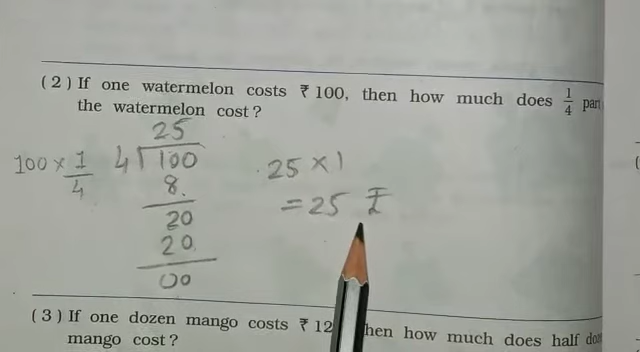 (2) If one watermelon costs ₹ 100, then how much does 1/4 part
the watermelon cost?
25
100 × 1/4 4 100 25 × 1
8
20 = 25 ₹
20
00
(3) If one dozen mango costs ₹ 12 hen how much does half
mango cost?